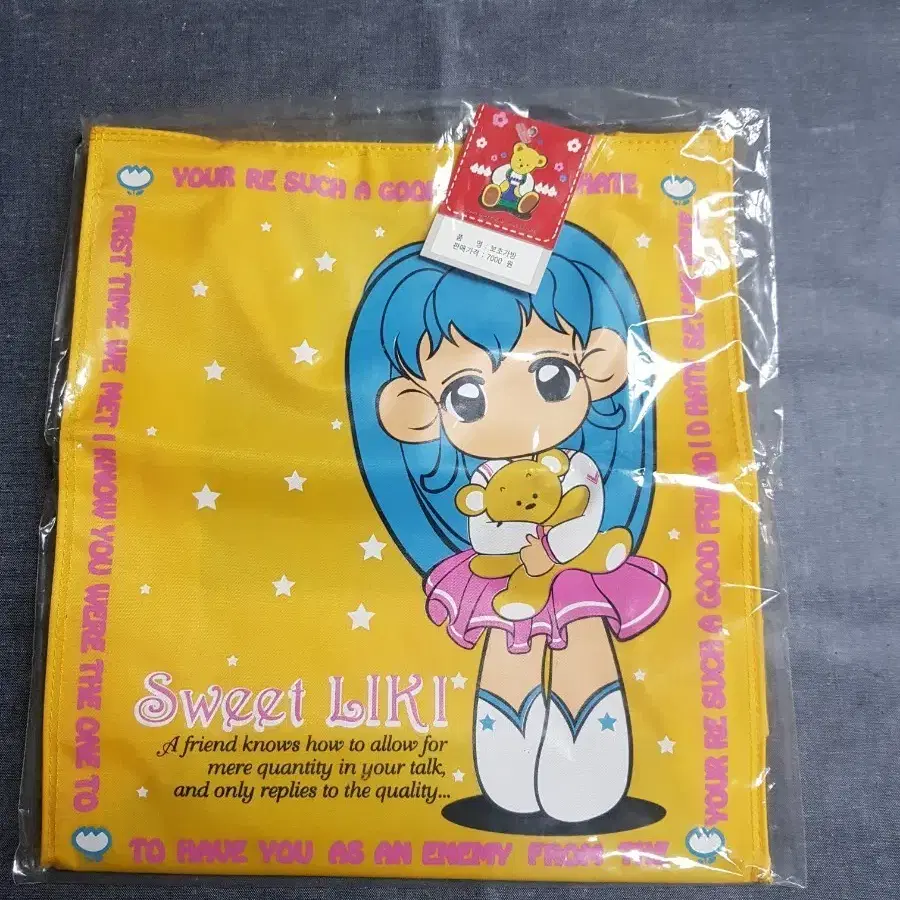 YOUR RE SUCH A GOOD HATE
품 명 : 보조가방
판매가격 : 7000 원
FIRST TIME WE MET I KNOW YOU WERE THE ONE TO
YOUR RE SUCH A GOOD FRIEND I D HATE
Sweet LIKI
A friend knows how to allow for
mere quantity in your talk,
and only replies to the quality...
TO HAVE YOU AS AN ENEMY FROM THE